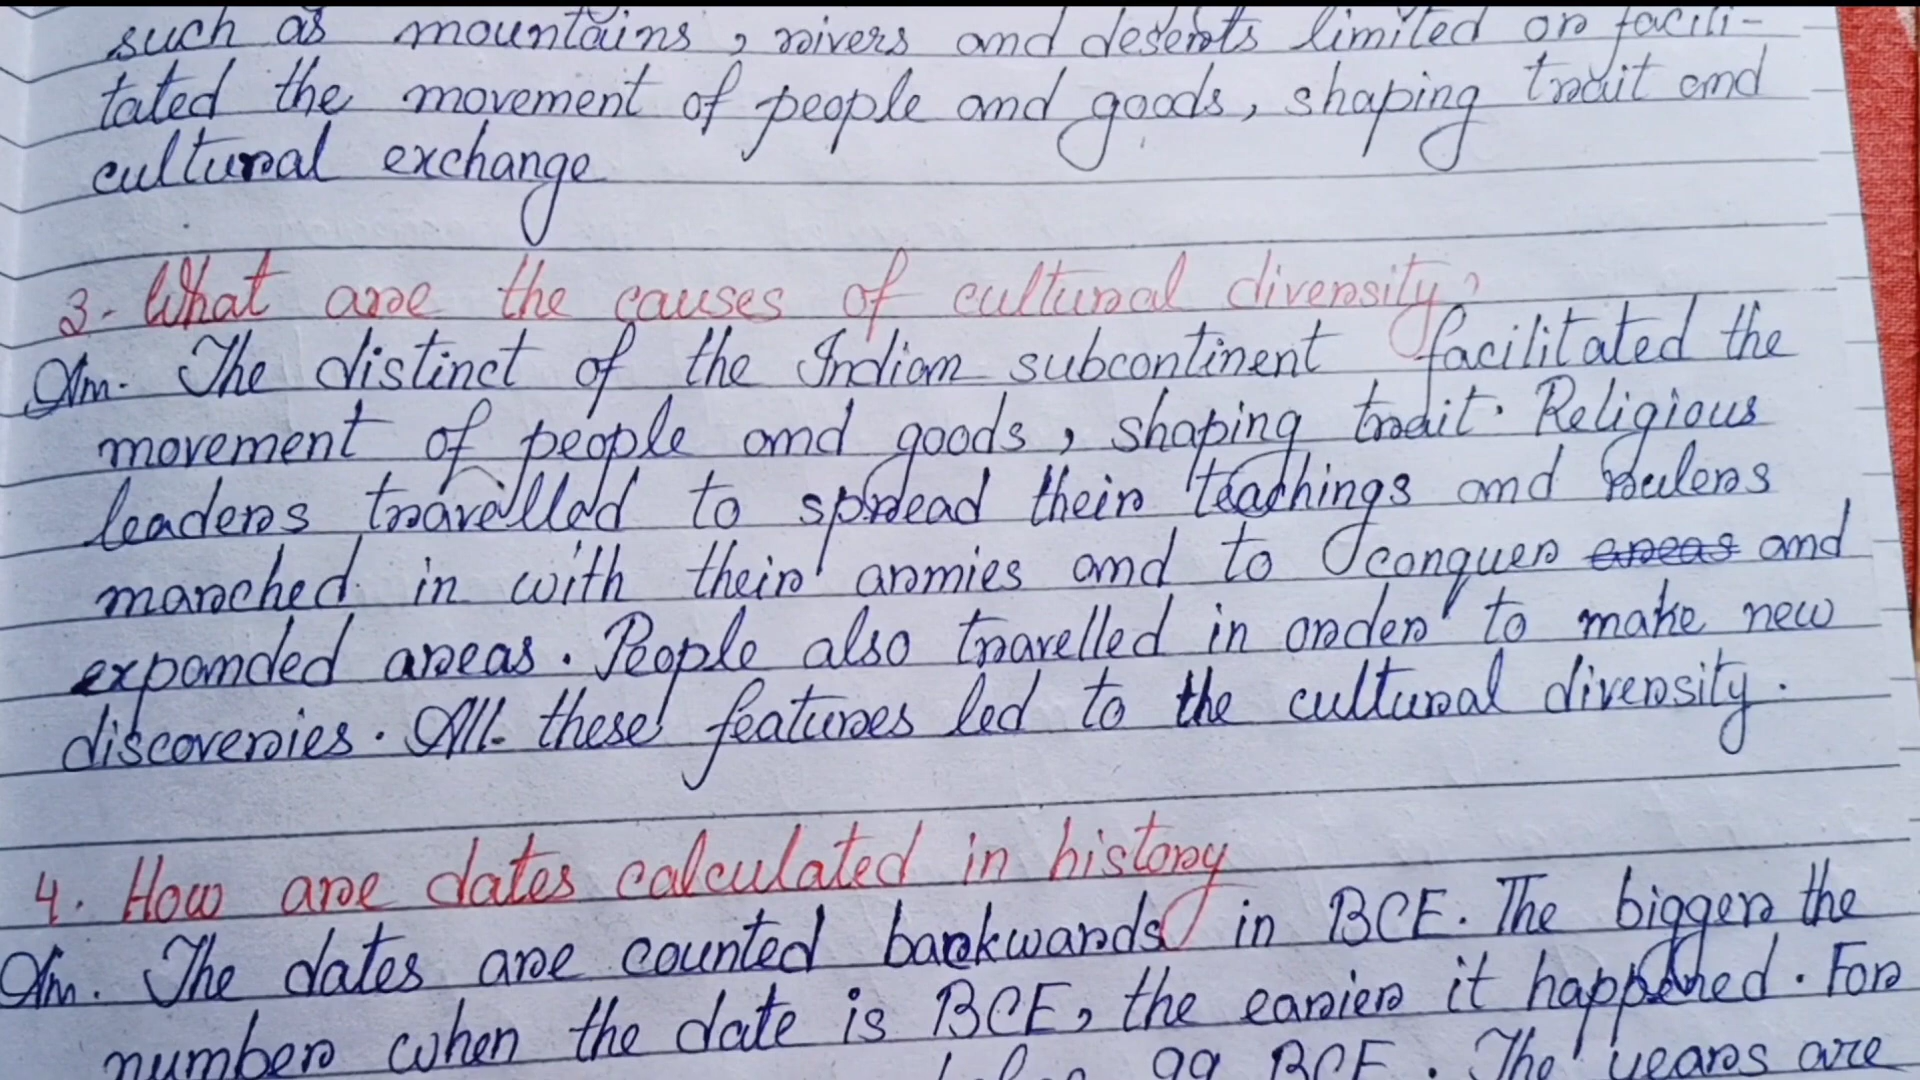 such as mountains, rivers and deserts limited or facili-
tated the movement of people and goods, shaping trait and
cultural exchange
3. What are the causes of cultural diversity?
Ans. The distinct of the Indian subcontinent facilitated the
movement of people and goods, shaping trait. Religious
leaders travelled to spread their teachings and rulers
marched in with their armies and to conquer areas and
expanded areas. People also travelled in order to make new
discoveries. All these features led to the cultural diversity.
4. How are dates calculated in history
Ans. The dates are counted backwards in BCE. The bigger the
number when the date is BCE, the earier it happened. For
99 BCE. The years are